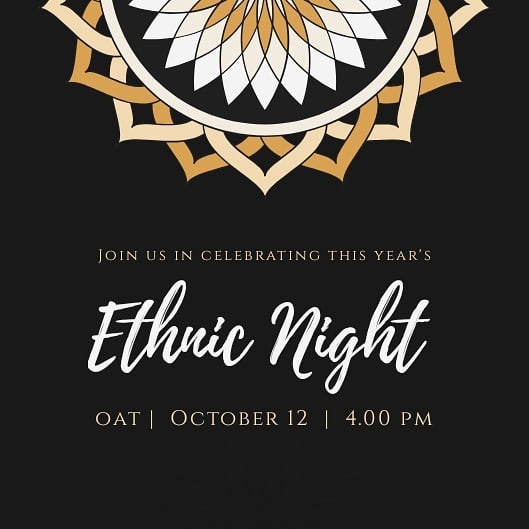 Join us in celebrating this year's
Ethnic Night
OAT | October 12 | 4.00 PM